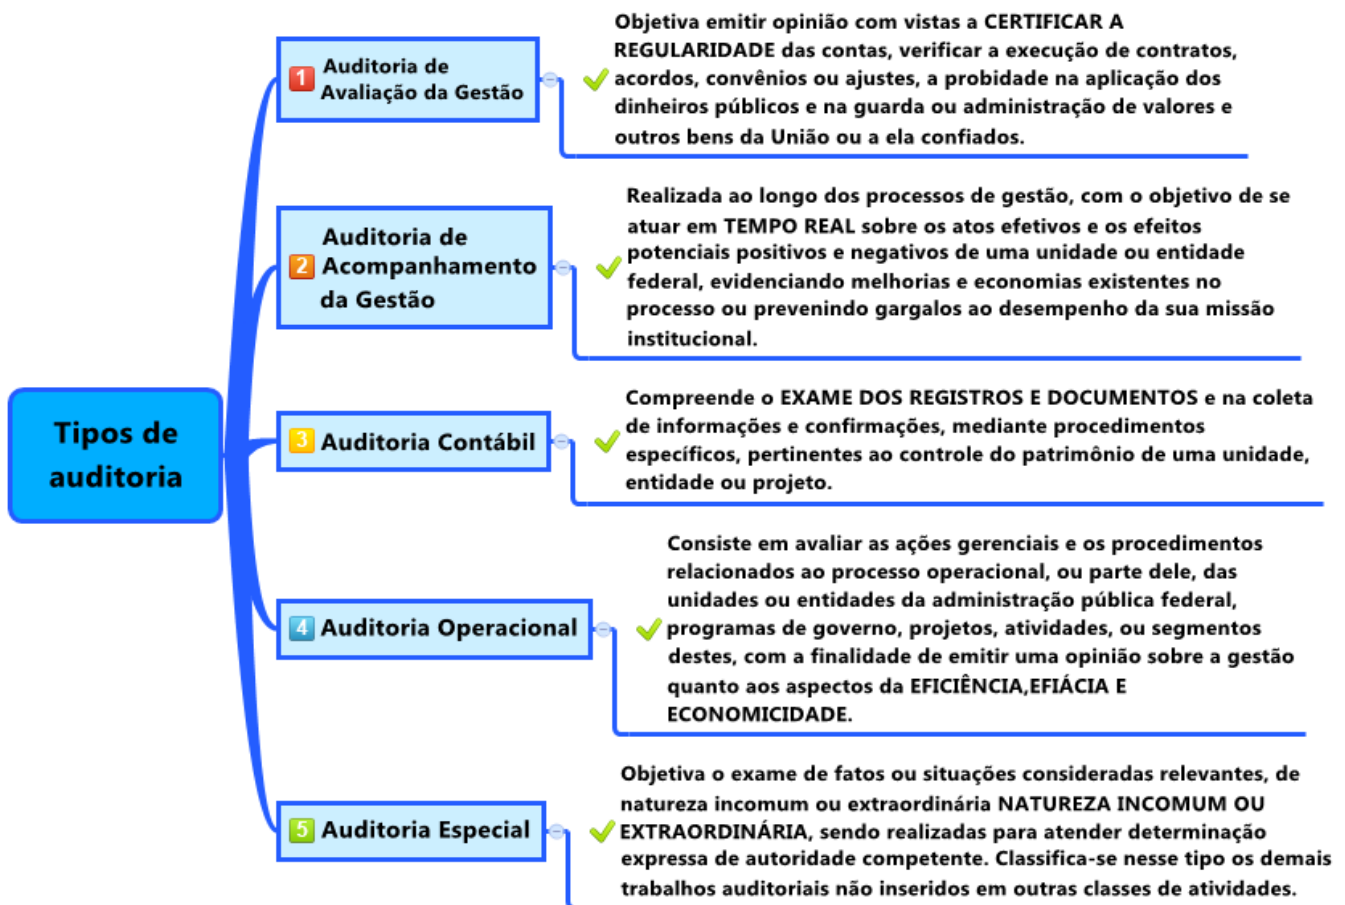 Tipos de
auditoria
1
Auditoria de
Avaliação da Gestão
Objetiva emitir opinião com vistas a CERTIFICAR A
REGULARIDADE das contas, verificar a execução de contratos,
acordos, convênios ou ajustes, a probidade na aplicação dos
dinheiros públicos e na guarda ou administração de valores e
outros bens da União ou a ela confiados.
2
Auditoria de
Acompanhamento
da Gestão
Realizada ao longo dos processos de gestão, com o objetivo de se
atuar em TEMPO REAL sobre os atos efetivos e os efeitos
potenciais positivos e negativos de uma unidade ou entidade
federal, evidenciando melhorias e economias existentes no
processo ou prevenindo gargalos ao desempenho da sua missão
institucional.
3
Auditoria Contábil
Compreende o EXAME DOS REGISTROS E DOCUMENTOS e na coleta
de informações e confirmações, mediante procedimentos
específicos, pertinentes ao controle do patrimônio de uma unidade,
entidade ou projeto.
4
Auditoria Operacional
Consiste em avaliar as ações gerenciais e os procedimentos
relacionados ao processo operacional, ou parte dele, das
unidades ou entidades da administração pública federal,
programas de governo, projetos, atividades, ou segmentos
destes, com a finalidade de emitir uma opinião sobre a gestão
quanto aos aspectos da EFICIÊNCIA,EFIÁCIA E
ECONOMICIDADE.
5
Auditoria Especial
Objetiva o exame de fatos ou situações consideradas relevantes, de
natureza incomum ou extraordinária NATUREZA INCOMUM OU
EXTRAORDINÁRIA, sendo realizadas para atender determinação
expressa de autoridade competente. Classifica-se nesse tipo os demais
trabalhos auditoriais não inseridos em outras classes de atividades.